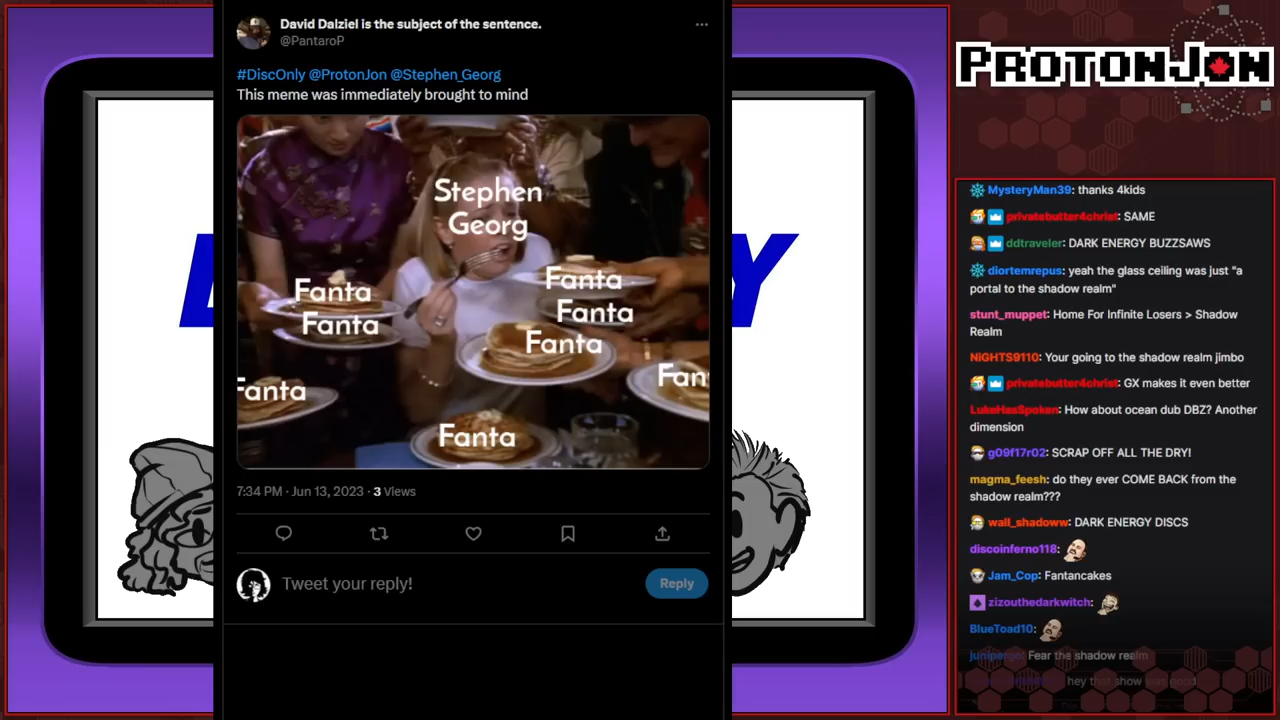 David Dalziel is the subject of the sentence.
@PantaroP
#DiscOnly @ProtonJon @Stephen_Georg
This meme was immediately brought to mind
Stephen
Georg
Fanta
Fanta
Fanta
Fanta
Fanta
Fanta
Fan
Fanta
7:34 PM · Jun 13, 2023 · 3 Views
Tweet your reply!
Reply
Y
PROTONJON
MysteryMan39: thanks 4kids
privatebutter4christ: SAME
ddtraveler: DARK ENERGY BUZZSAWS
diortemrepus: yeah the glass ceiling was just "a
portal to the shadow realm"
stunt_muppet: Home For Infinite Losers > Shadow
Realm
NiGHTS9110: Your going to the shadow realm jimbo
privatebutter4christ: GX makes it even better
LukeHasSpoken: How about ocean dub DBZ? Another
dimension
g09f17r02: SCRAP OFF ALL THE DRY!
magma_feesh: do they ever COME BACK from the
shadow realm???
wall_shadoww: DARK ENERGY DISCS
discoinferno118:
Jam_Cop: Fantancakes
zizouthedarkwitch:
BlueToad10:
Fear the shadow realm
hey that show was good